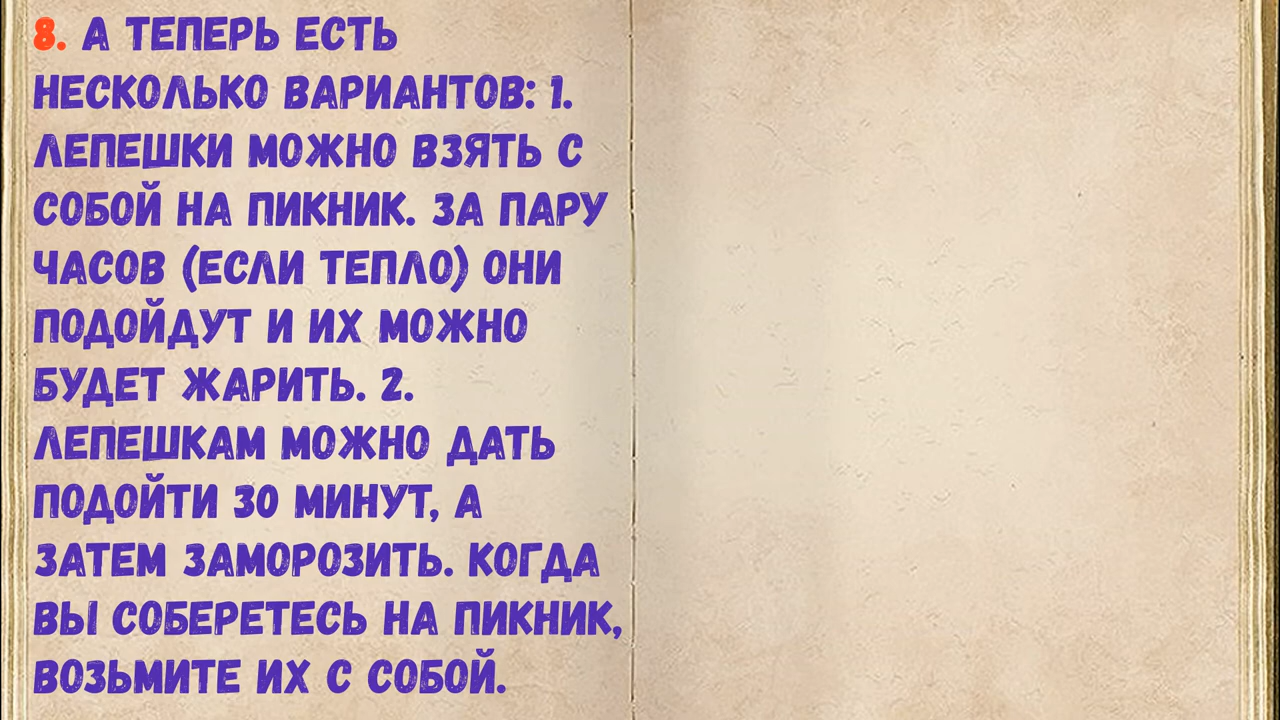 8. А ТЕПЕРЬ ЕСТЬ
НЕСКОЛЬКО ВАРИАНТОВ: 1.
ЛЕПЕШКИ МОЖНО ВЗЯТЬ С
СОБОЙ НА ПИКНИК. ЗА ПАРУ
ЧАСОВ (ЕСЛИ ТЕПЛО) ОНИ
ПОДОЙДУТ И ИХ МОЖНО
БУДЕТ ЖАРИТЬ. 2.
ЛЕПЕШКАМ МОЖНО ДАТЬ
ПОДОЙТИ 30 МИНУТ, А
ЗАТЕМ ЗАМОРОЗИТЬ. КОГДА
ВЫ СОБЕРЕТЕСЬ НА ПИКНИК,
ВОЗЬМИТЕ ИХ С СОБОЙ.